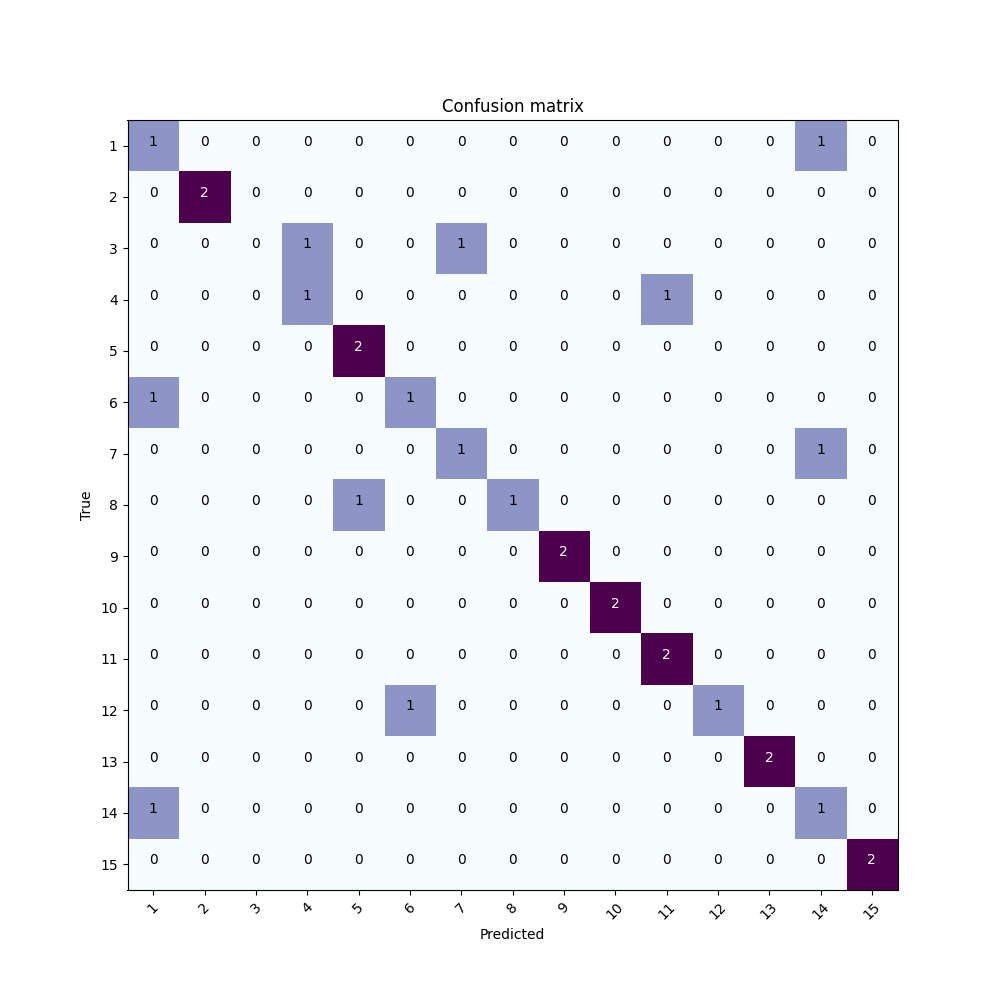 Confusion matrix
1 1 0 0 0 0 0 0 0 0 0 0 0 0 1 0
2 0 2 0 0 0 0 0 0 0 0 0 0 0 0 0
3 0 0 0 1 0 0 1 0 0 0 0 0 0 0 0
4 0 0 0 1 0 0 0 0 0 0 1 0 0 0 0
5 0 0 0 0 2 0 0 0 0 0 0 0 0 0 0
6 1 0 0 0 0 1 0 0 0 0 0 0 0 0 0
7 0 0 0 0 0 0 1 0 0 0 0 0 0 1 0
8 0 0 0 0 1 0 0 1 0 0 0 0 0 0 0
9 0 0 0 0 0 0 0 0 2 0 0 0 0 0 0
10 0 0 0 0 0 0 0 0 0 2 0 0 0 0 0
11 0 0 0 0 0 0 0 0 0 0 2 0 0 0 0
12 0 0 0 0 0 1 0 0 0 0 0 1 0 0 0
13 0 0 0 0 0 0 0 0 0 0 0 0 2 0 0
14 1 0 0 0 0 0 0 0 0 0 0 0 0 1 0
15 0 0 0 0 0 0 0 0 0 0 0 0 0 0 2
True
1 2 3 4 5 6 7 8 9 10 11 12 13 14 15
Predicted